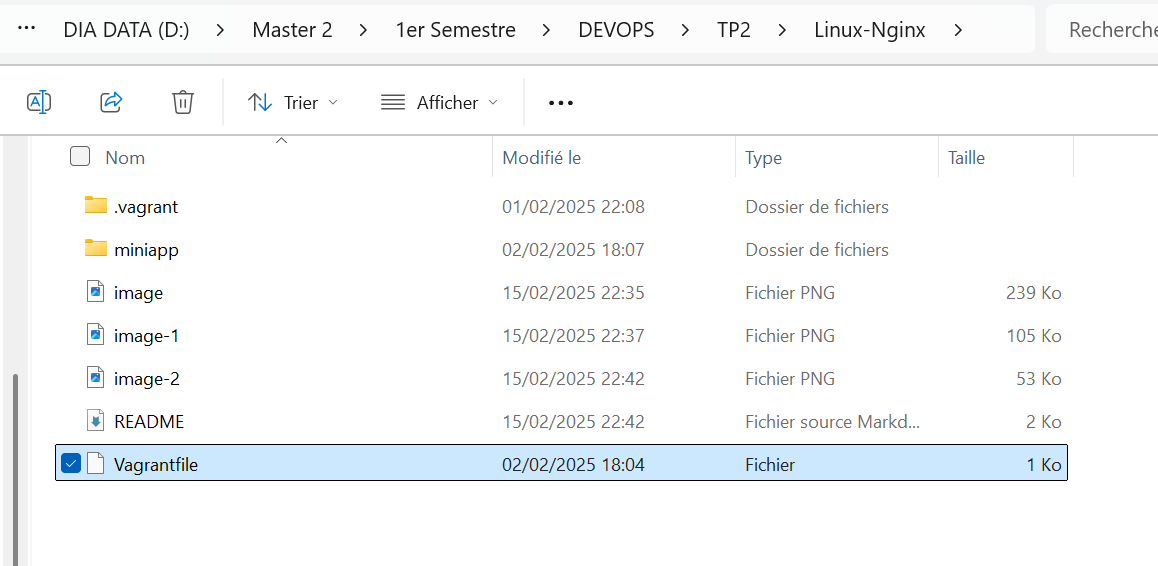 ··· DIA DATA (D:) > Master 2 > 1er Semestre > DEVOPS > TP2 > Linux-Nginx > Recherche
Trier Afficher ···
Nom Modifié le Type Taille
.vagrant 01/02/2025 22:08 Dossier de fichiers
miniapp 02/02/2025 18:07 Dossier de fichiers
image 15/02/2025 22:35 Fichier PNG 239 Ko
image-1 15/02/2025 22:37 Fichier PNG 105 Ko
image-2 15/02/2025 22:42 Fichier PNG 53 Ko
README 15/02/2025 22:42 Fichier source Markd... 2 Ko
Vagrantfile 02/02/2025 18:04 Fichier 1 Ko